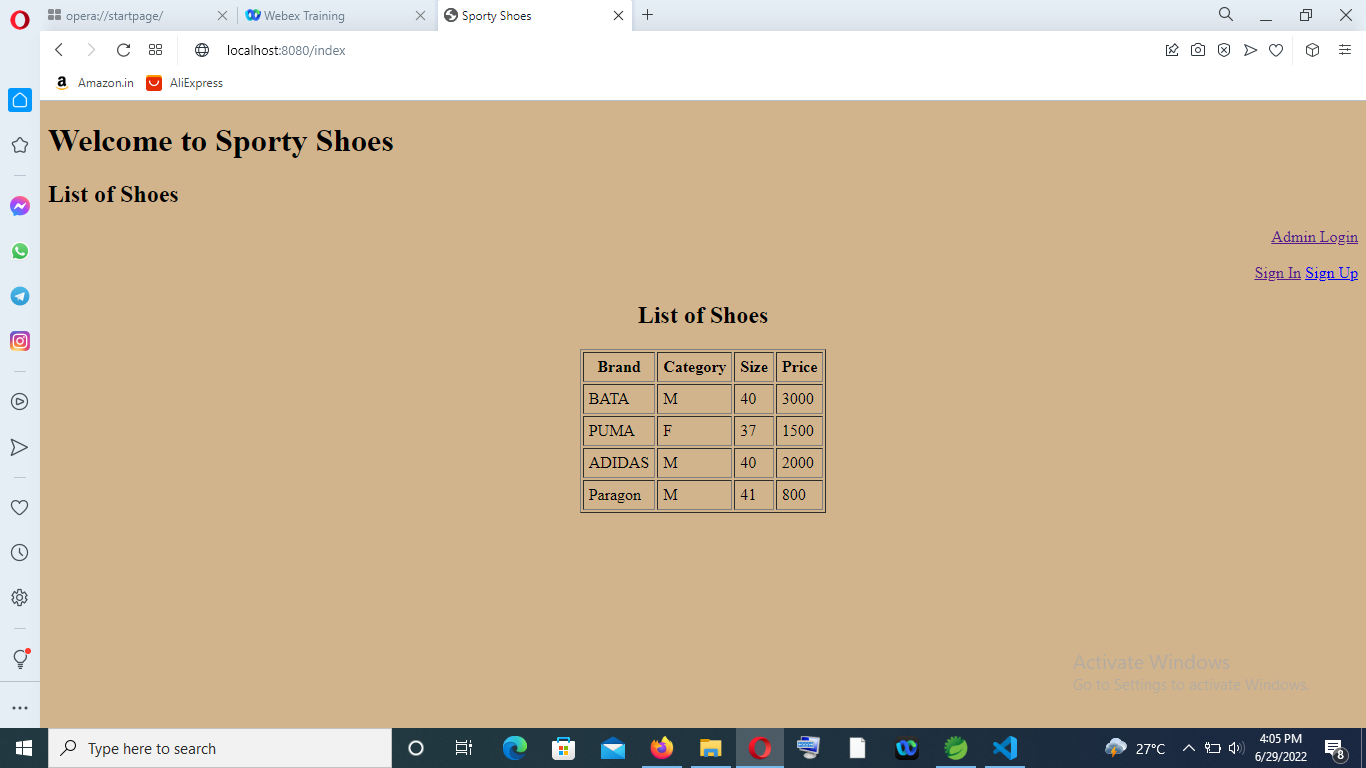 opera://startpage/ Webex Training Sporty Shoes
localhost:8080/index
Amazon.in AliExpress
Welcome to Sporty Shoes
List of Shoes
Admin Login
Sign In Sign Up
List of Shoes
Brand Category Size Price
BATA M 40 3000
PUMA F 37 1500
ADIDAS M 40 2000
Paragon M 41 800
Activate Windows
Go to Settings to activate Windows.
Type here to search
27°C
4:05 PM
6/29/2022
8